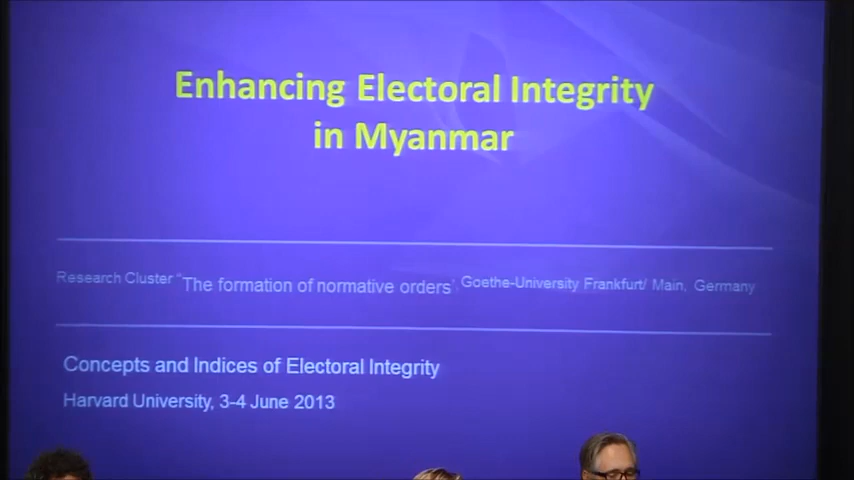 Enhancing Electoral Integrity
in Myanmar
Research Cluster “The formation of normative orders’, Goethe-University Frankfurt/ Main, Germany
Concepts and Indices of Electoral Integrity
Harvard University, 3-4 June 2013